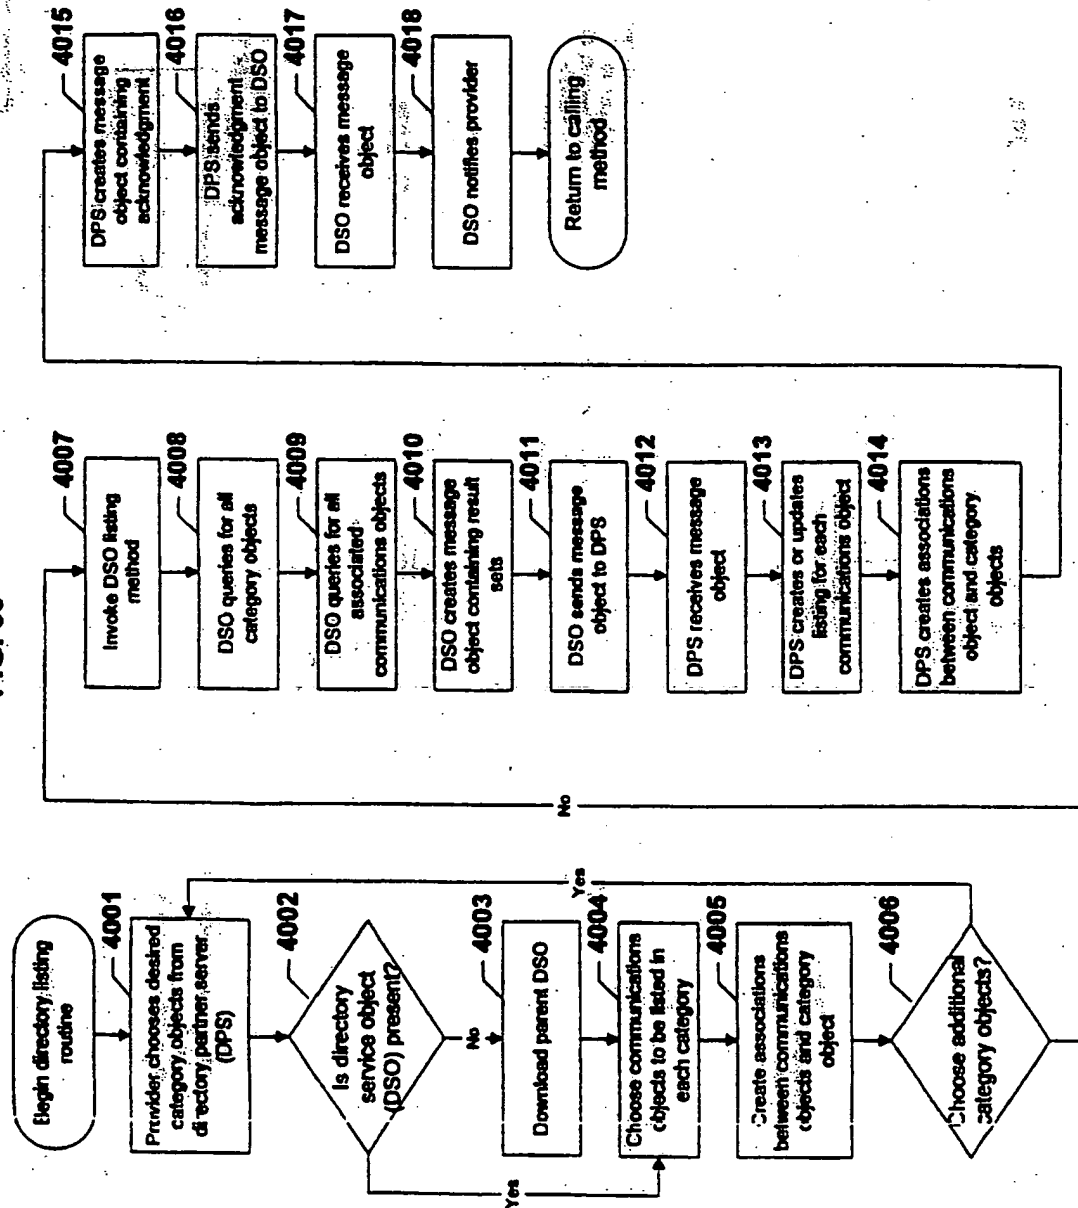 Begin directory listing
routine
4001
Provider chooses desired
category objects from
directory partner server
(DPS)
4002
Is directory
service object
(DSO) present?
No
Yes
4003
Download parent DSO
4004
Choose communications
objects to be listed in
each category
4005
Create associations
between communications
objects and category
object
4006
Choose additional
category objects?
Yes
No
4007
Invoke DSO listing
method
4008
DSO queries for all
category objects
4009
DSO queries for all
associated
communications objects
4010
DSO creates message
object containing result
sets
4011
DSO sends message
object to DPS
4012
DPS receives message
object
4013
DPS creates or updates
listing for each
communications object
4014
DPS creates associations
between communications
object and category
objects
4015
DPS creates message
object containing
acknowledgment
4016
DPS sends
acknowledgment
message object to DSO
4017
DSO receives message
object
4018
DSO notifies provider
Return to calling
method